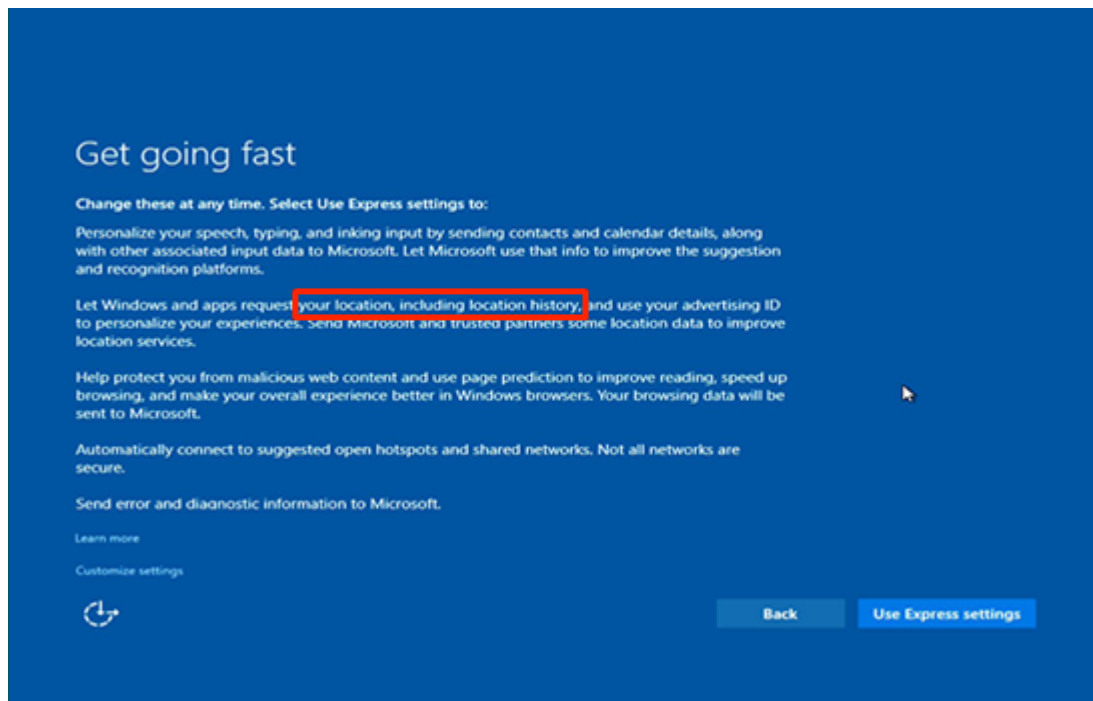 Get going fast
Change these at any time. Select Use Express settings to:
Personalize your speech, typing, and inking input by sending contacts and calendar details, along
with other associated input data to Microsoft. Let Microsoft use that info to improve the suggestion
and recognition platforms.
Let Windows and apps request your location, including location history, and use your advertising ID
to personalize your experiences. Send Microsoft and trusted partners some location data to improve
location services.
Help protect you from malicious web content and use page prediction to improve reading, speed up
browsing, and make your overall experience better in Windows browsers. Your browsing data will be
sent to Microsoft.
Automatically connect to suggested open hotspots and shared networks. Not all networks are
secure.
Send error and diagnostic information to Microsoft.
Learn more
Customize settings
Back
Use Express settings